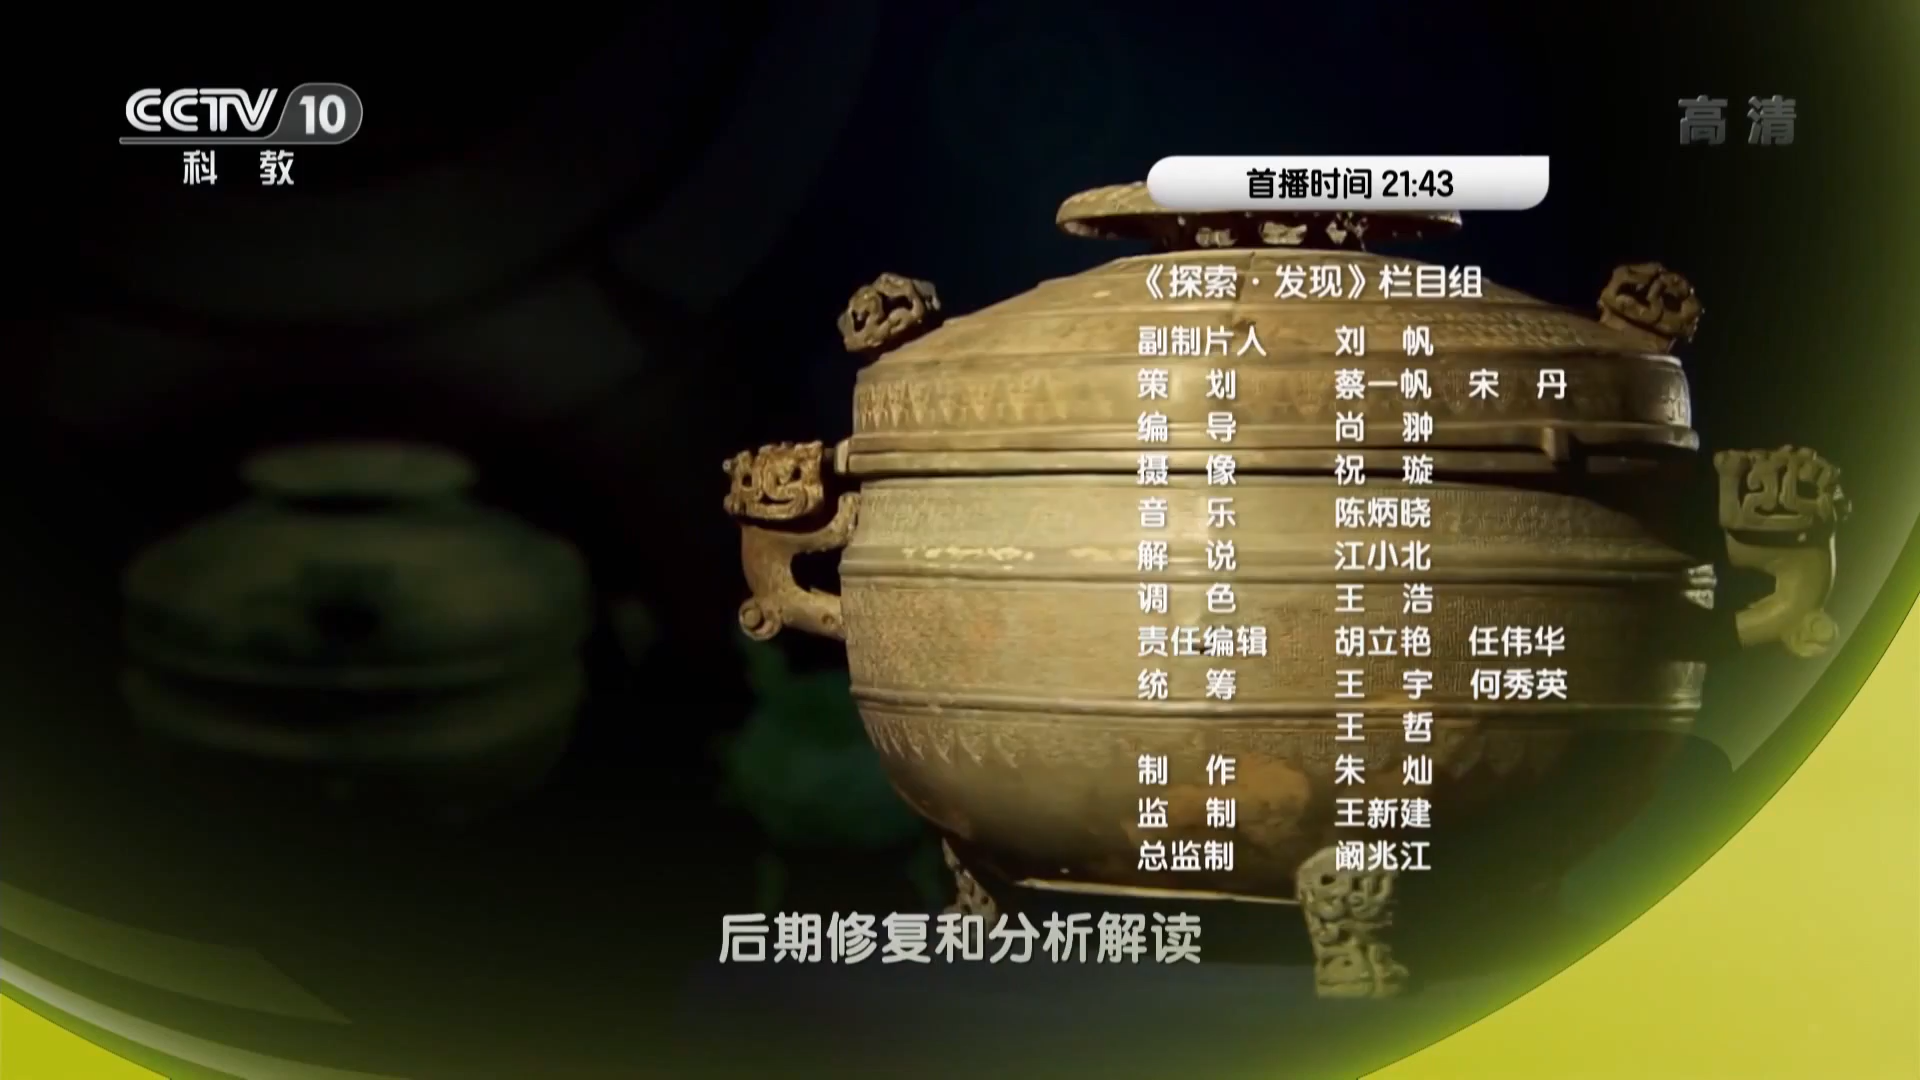 CCTV 10
科 教
高 清
首播时间 21:43
《探索·发现》栏目组
副制片人 刘 帆
策 划 蔡一帆 宋 丹
编 导 尚 翀
摄 像 祝 璇
音 乐 陈炳晓
解 说 江小北
调 色 王 浩
责任编辑 胡立艳 任伟华
统 筹 王 宇 何秀英
王 哲
制 作 朱 灿
监 制 王新建
总监制 阚兆江
后期修复和分析解读